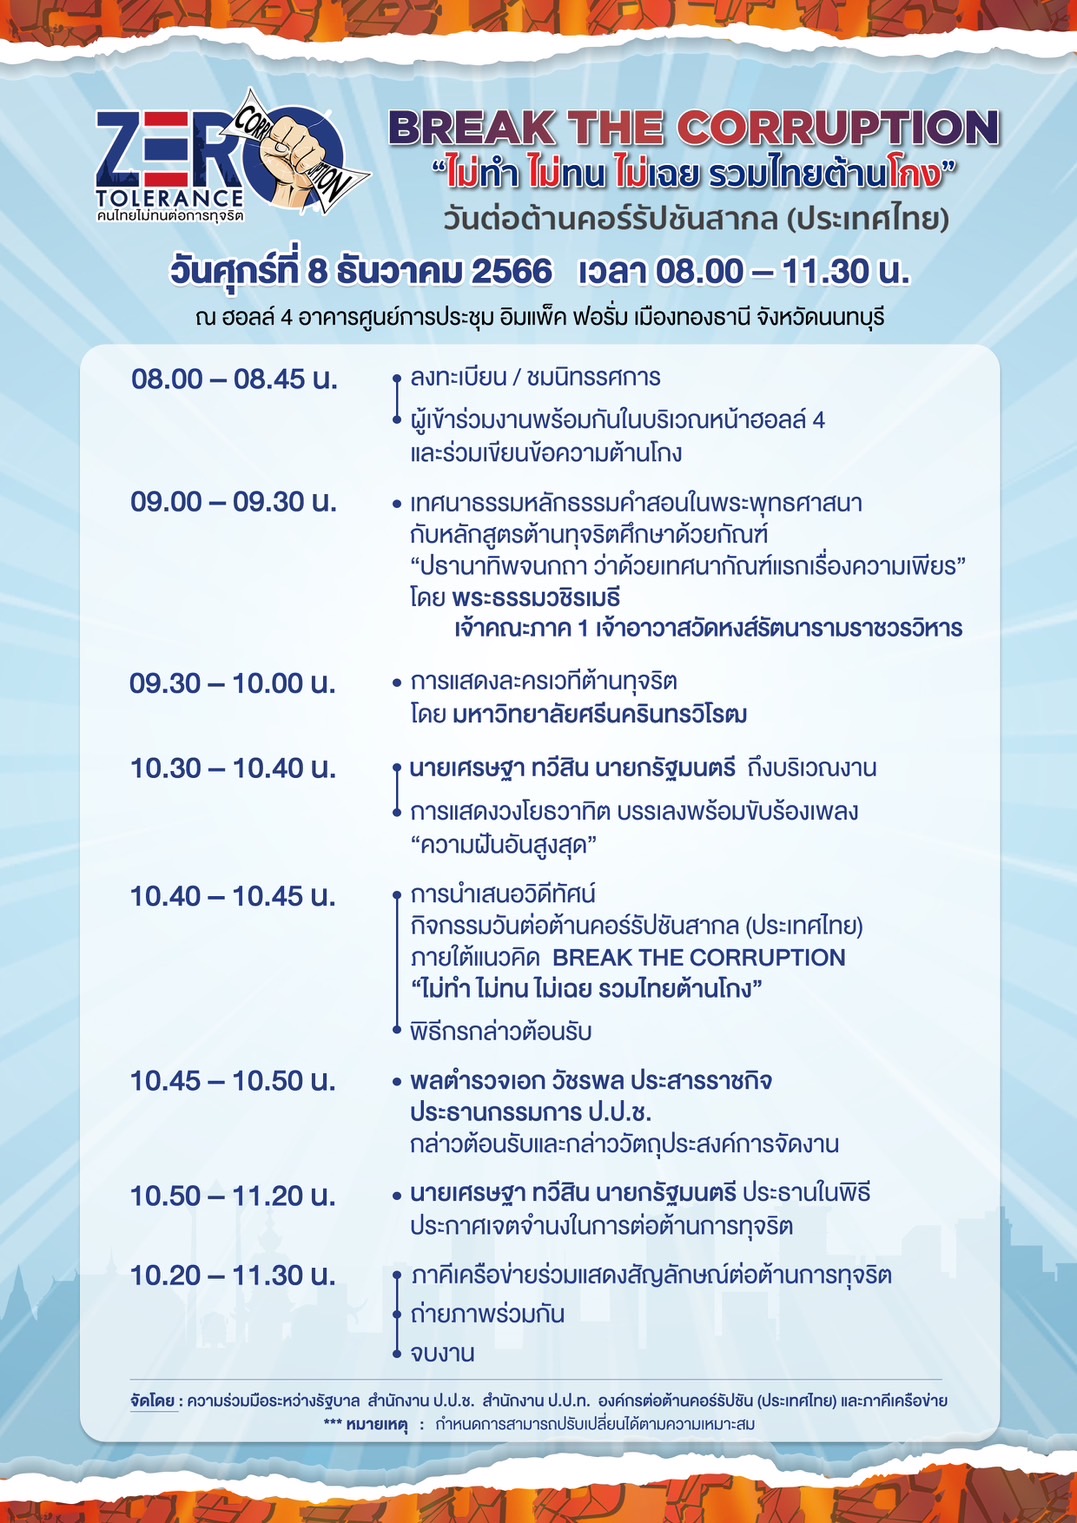 ZERO
CORRUPTION
TOLERANCE
คนไทยไม่ทนต่อการทุจริต
BREAK THE CORRUPTION
“ไม่ทำ ไม่ทน ไม่เฉย รวมไทยต้านโกง”
วันต่อต้านคอร์รัปชันสากล (ประเทศไทย)
วันศุกร์ที่ 8 ธันวาคม 2566 เวลา 08.00 – 11.30 น.
ณ ฮอลล์ 4 อาคารศูนย์การประชุม อิมแพ็ค ฟอรั่ม เมืองทองธานี จังหวัดนนทบุรี
08.00 – 08.45 น. • ลงทะเบียน / ชมนิทรรศการ
• ผู้เข้าร่วมงานพร้อมกันในบริเวณหน้าฮอลล์ 4
และร่วมเขียนข้อความต้านโกง
09.00 – 09.30 น. • เทศนาธรรมหลักธรรมคำสอนในพระพุทธศาสนา
กับหลักสูตรต้านทุจริตศึกษาด้วยกัณฑ์
“ปธานาทิพจนกถา ว่าด้วยเทศนากัณฑ์แรกเรื่องความเพียร”
โดย พระธรรมวชิรเมธี
เจ้าคณะภาค 1 เจ้าอาวาสวัดหงส์รัตนารามราชวรวิหาร
09.30 – 10.00 น. • การแสดงละครเวทีต้านทุจริต
โดย มหาวิทยาลัยศรีนครินทรวิโรฒ
10.30 – 10.40 น. • นายเศรษฐา ทวีสิน นายกรัฐมนตรี ถึงบริเวณงาน
• การแสดงวงโยธวาทิต บรรเลงพร้อมขับร้องเพลง
“ความฝันอันสูงสุด”
10.40 – 10.45 น. • การนำเสนอวิดีทัศน์
กิจกรรมวันต่อต้านคอร์รัปชันสากล (ประเทศไทย)
ภายใต้แนวคิด BREAK THE CORRUPTION
“ไม่ทำ ไม่ทน ไม่เฉย รวมไทยต้านโกง”
• พิธีกรกล่าวต้อนรับ
10.45 – 10.50 น. • พลตำรวจเอก วัชรพล ประสารราชกิจ
ประธานกรรมการ ป.ป.ช.
กล่าวต้อนรับและกล่าววัตถุประสงค์การจัดงาน
10.50 – 11.20 น. • นายเศรษฐา ทวีสิน นายกรัฐมนตรี ประธานในพิธี
ประกาศเจตจำนงในการต่อต้านการทุจริต
10.20 – 11.30 น. • ภาคีเครือข่ายร่วมแสดงสัญลักษณ์ต่อต้านการทุจริต
• ถ่ายภาพร่วมกัน
• จบงาน
จัดโดย : ความร่วมมือระหว่างรัฐบาล สำนักงาน ป.ป.ช. สำนักงาน ป.ป.ท. องค์กรต่อต้านคอร์รัปชัน (ประเทศไทย) และภาคีเครือข่าย
*** หมายเหตุ : กำหนดการสามารถปรับเปลี่ยนได้ตามความเหมาะสม